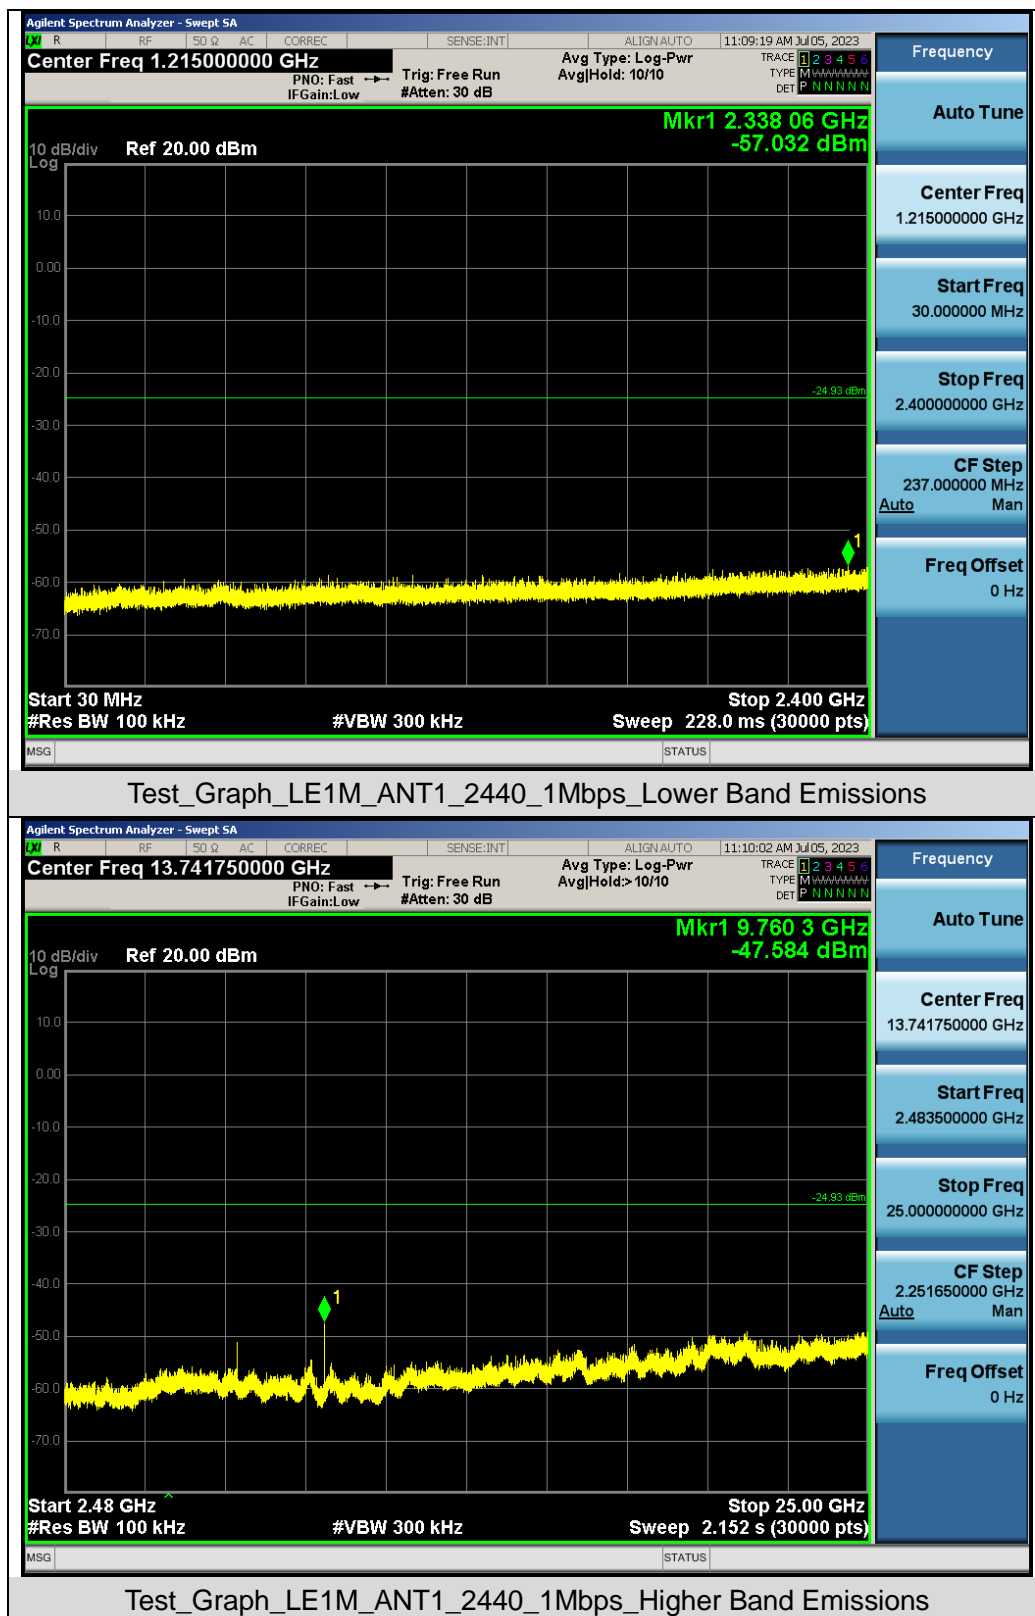 Agilent Spectrum Analyzer - Swept SA
LXI R RF 50 Ω AC CORREC SENSE:INT ALIGN AUTO 11:09:19 AM Jul 05, 2023
Center Freq 1.215000000 GHz
PNO: Fast
IFGain:Low
Trig: Free Run
#Atten: 30 dB
Avg Type: Log-Pwr
Avg|Hold: 10/10
TRACE 1 2 3 4 5 6
TYPE M WWWWW
DET P N N N N N
Frequency
Auto Tune
Center Freq
1.215000000 GHz
Start Freq
30.000000 MHz
Stop Freq
2.400000000 GHz
CF Step
237.000000 MHz
Auto Man
Freq Offset
0 Hz
Mkr1 2.338 06 GHz
-57.032 dBm
10 dB/div Ref 20.00 dBm
Log
10.0
0.00
-10.0
-20.0
-24.93 dBm
-30.0
-40.0
-50.0
1
-60.0
-70.0
Start 30 MHz Stop 2.400 GHz
#Res BW 100 kHz #VBW 300 kHz Sweep 228.0 ms (30000 pts)
MSG STATUS
Test_Graph_LE1M_ANT1_2440_1Mbps_Lower Band Emissions
Agilent Spectrum Analyzer - Swept SA
LXI R RF 50 Ω AC CORREC SENSE:INT ALIGN AUTO 11:10:02 AM Jul 05, 2023
Center Freq 13.741750000 GHz
PNO: Fast
IFGain:Low
Trig: Free Run
#Atten: 30 dB
Avg Type: Log-Pwr
Avg|Hold:>10/10
TRACE 1 2 3 4 5 6
TYPE M WWWWW
DET P N N N N N
Frequency
Auto Tune
Center Freq
13.741750000 GHz
Start Freq
2.483500000 GHz
Stop Freq
25.000000000 GHz
CF Step
2.251650000 GHz
Auto Man
Freq Offset
0 Hz
Mkr1 9.760 3 GHz
-47.584 dBm
10 dB/div Ref 20.00 dBm
Log
10.0
0.00
-10.0
-20.0
-24.93 dBm
-30.0
-40.0
1
-50.0
-60.0
-70.0
Start 2.48 GHz Stop 25.00 GHz
#Res BW 100 kHz #VBW 300 kHz Sweep 2.152 s (30000 pts)
MSG STATUS
Test_Graph_LE1M_ANT1_2440_1Mbps_Higher Band Emissions